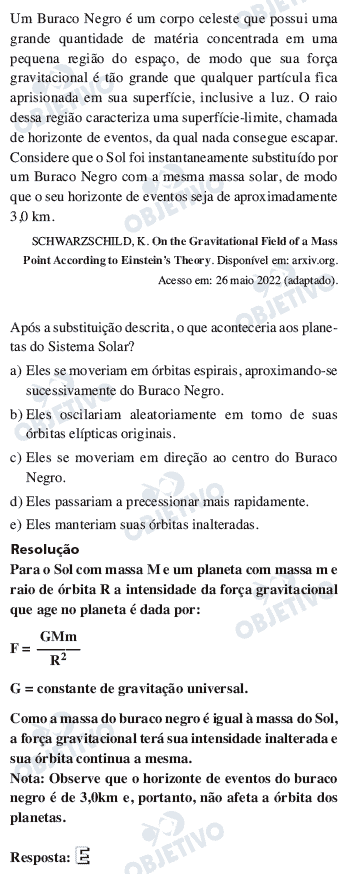 Um Buraco Negro é um corpo celeste que possui uma
grande quantidade de matéria concentrada em uma
pequena região do espaço, de modo que sua força
gravitacional é tão grande que qualquer partícula fica
aprisionada em sua superfície, inclusive a luz. O raio
dessa região caracteriza uma superfície-limite, chamada
de horizonte de eventos, da qual nada consegue escapar.
Considere que o Sol foi instantaneamente substituído por
um Buraco Negro com a mesma massa solar, de modo
que o seu horizonte de eventos seja de aproximadamente
3,0 km.
SCHWARZSCHILD, K. On the Gravitational Field of a Mass
Point According to Einstein's Theory. Disponível em: arxiv.org.
Acesso em: 26 maio 2022 (adaptado).
Após a substituição descrita, o que aconteceria aos plane-
tas do Sistema Solar?
a) Eles se moveriam em órbitas espirais, aproximando-se
sucessivamente do Buraco Negro.
b) Eles oscilariam aleatoriamente em torno de suas
órbitas elípticas originais.
c) Eles se moveriam em direção ao centro do Buraco
Negro.
d) Eles passariam a precessionar mais rapidamente.
e) Eles manteriam suas órbitas inalteradas.
Resolução
Para o Sol com massa M e um planeta com massa m e
raio de órbita R a intensidade da força gravitacional
que age no planeta é dada por:
F = GMm / R²
G = constante de gravitação universal.
Como a massa do buraco negro é igual à massa do Sol,
a força gravitacional terá sua intensidade inalterada e
sua órbita continua a mesma.
Nota: Observe que o horizonte de eventos do buraco
negro é de 3,0km e, portanto, não afeta a órbita dos
planetas.
Resposta: E
OBJETIVO
OBJETIVO
OBJETIVO
OBJETIVO
OBJETIVO
OBJETIVO
OBJETIVO
OBJETIVO